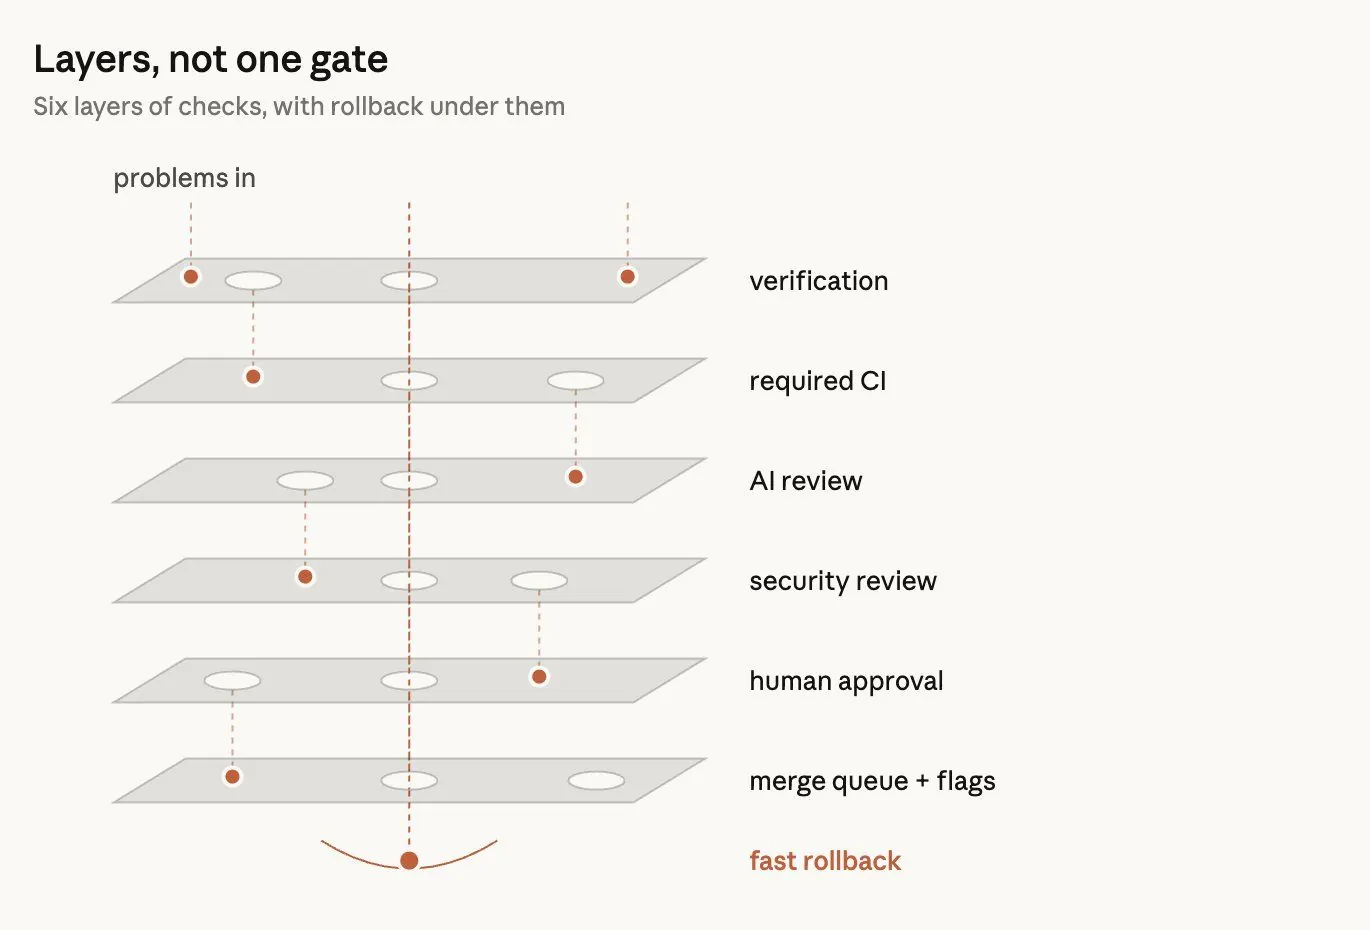 Layers, not one gate
Six layers of checks, with rollback under them
problems in
verification
required CI
AI review
security review
human approval
merge queue + flags
fast rollback